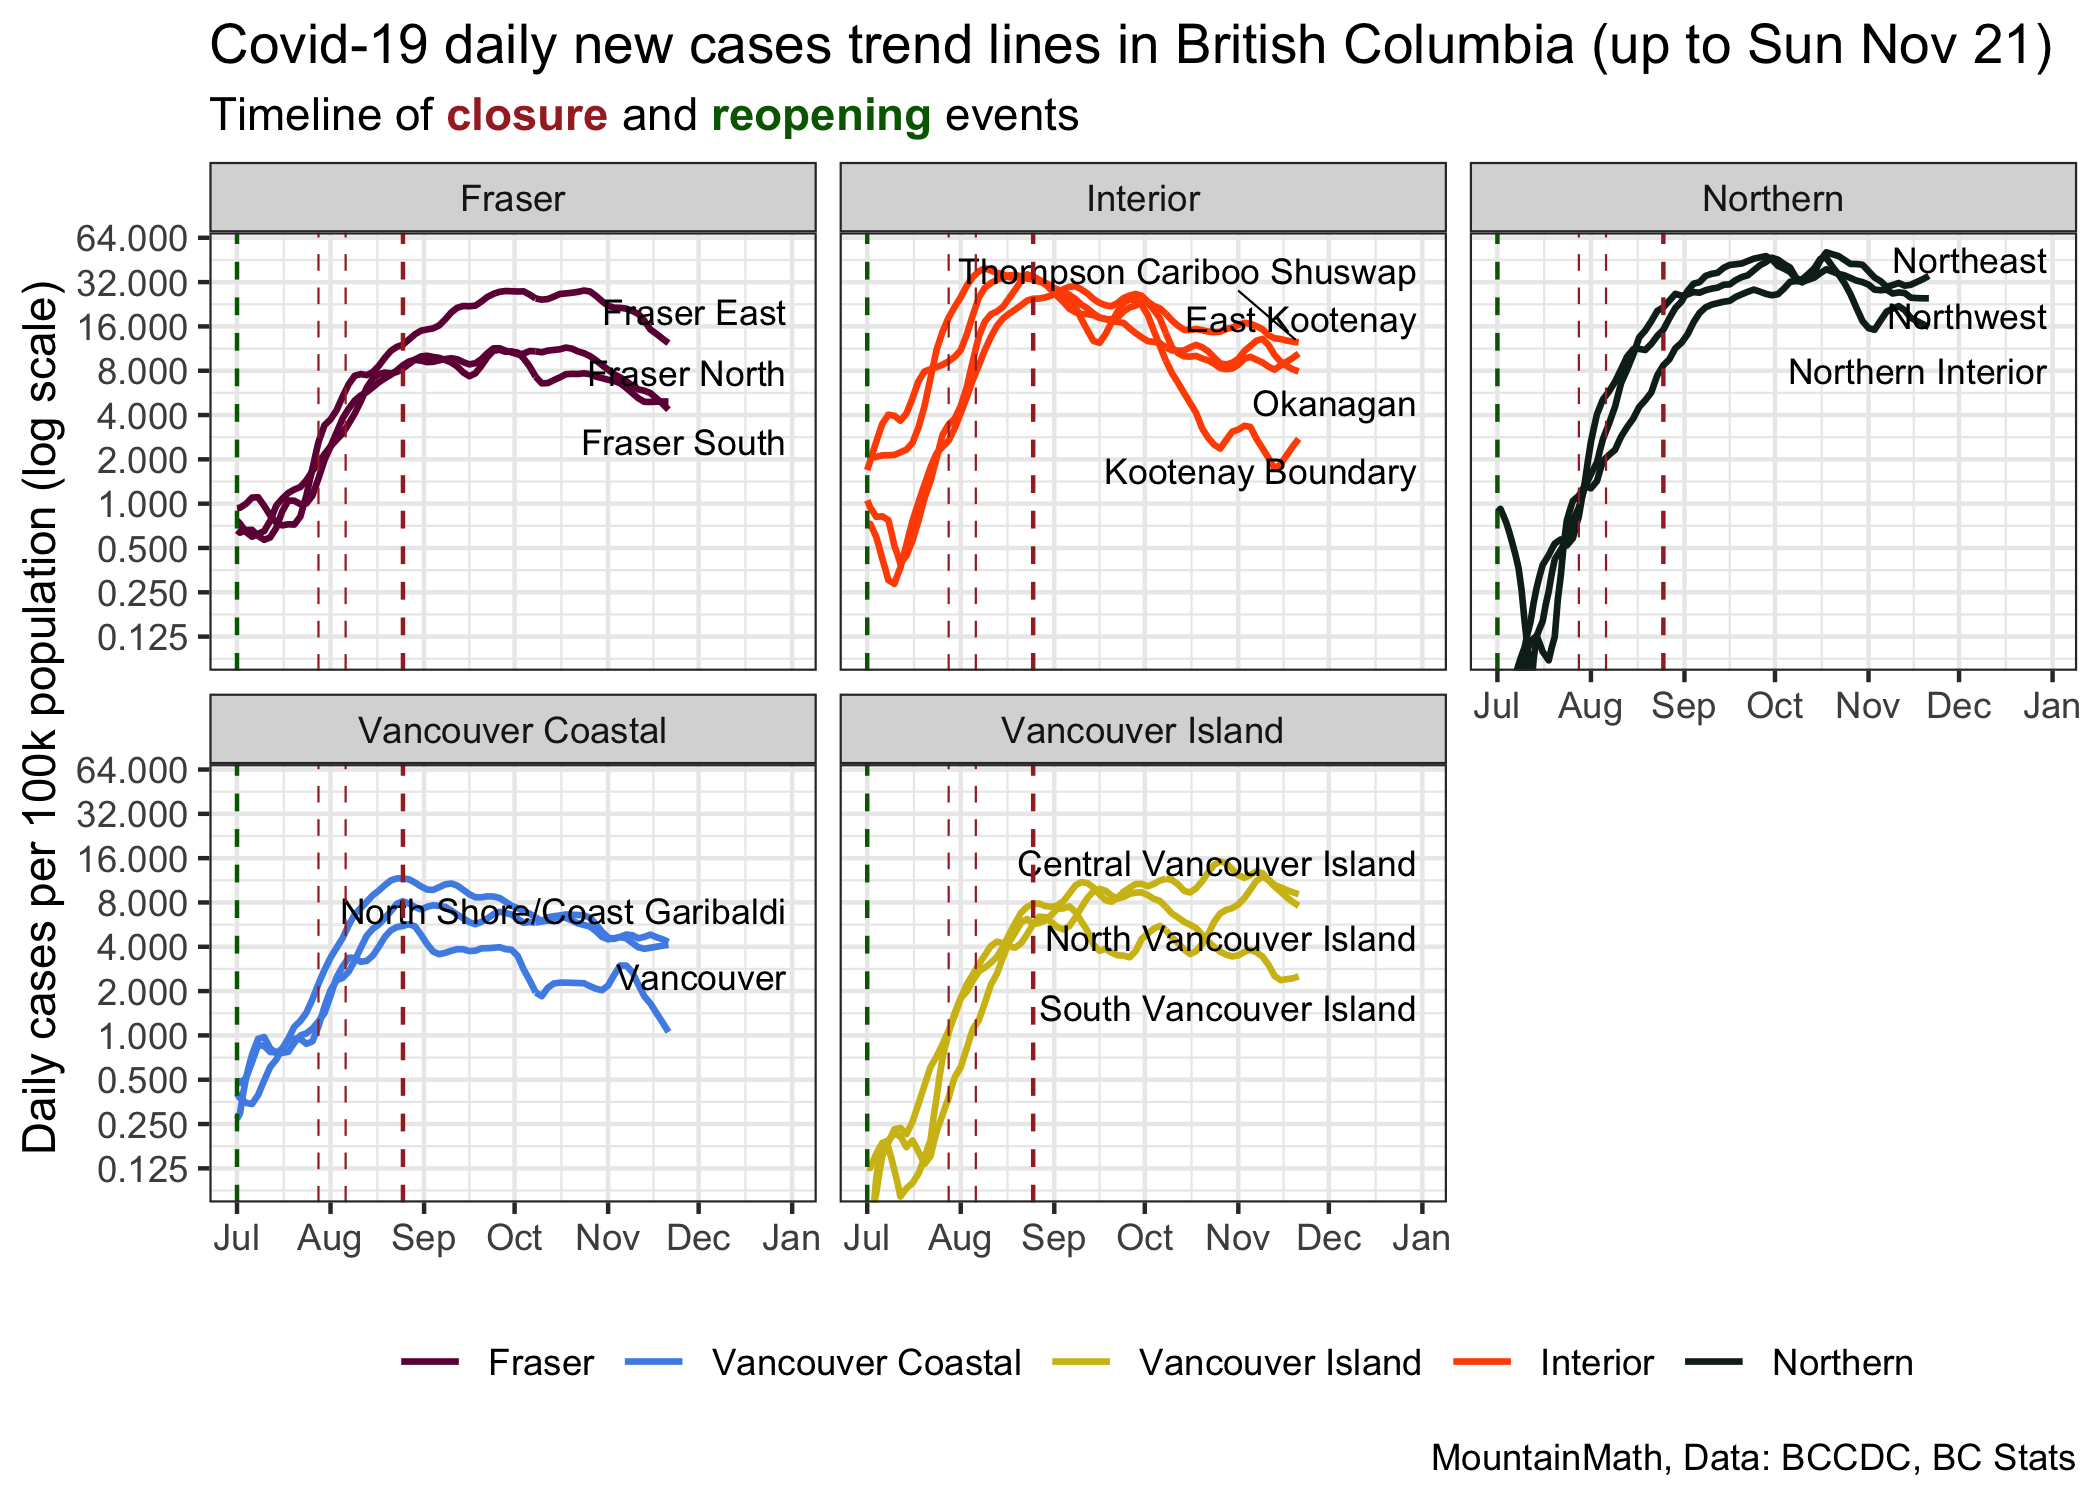 Covid-19 daily new cases trend lines in British Columbia (up to Sun Nov 21)
Timeline of closure and reopening events
Daily cases per 100k population (log scale)
Fraser
64.000
32.000
16.000
8.000
4.000
2.000
1.000
0.500
0.250
0.125
Fraser East
Fraser North
Fraser South
Interior
Thompson Cariboo Shuswap
East Kootenay
Okanagan
Kootenay Boundary
Northern
Northeast
Northwest
Northern Interior
Jul Aug Sep Oct Nov Dec Jan
Vancouver Coastal
64.000
32.000
16.000
8.000
4.000
2.000
1.000
0.500
0.250
0.125
North Shore/Coast Garibaldi
Vancouver
Jul Aug Sep Oct Nov Dec Jan
Vancouver Island
Central Vancouver Island
North Vancouver Island
South Vancouver Island
Jul Aug Sep Oct Nov Dec Jan
Fraser Vancouver Coastal Vancouver Island Interior Northern
MountainMath, Data: BCCDC, BC Stats